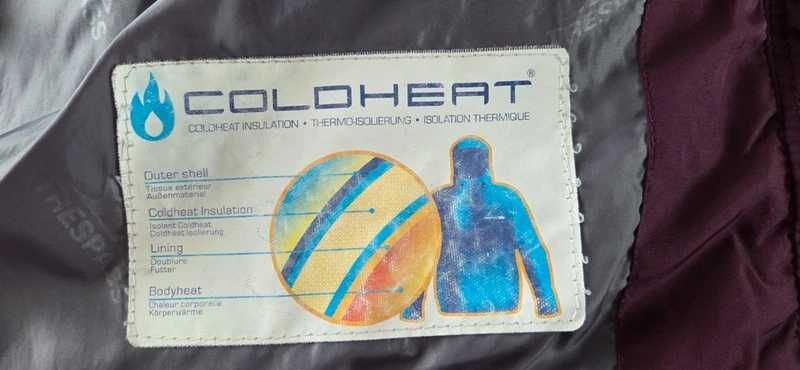 COLDHEAT®
COLDHEAT INSULATION • THERMO-ISOLIERUNG • ISOLATION THERMIQUE
Outer shell
Tissue extérieur
Außenmaterial
Coldheat Insulation
Isolant Coldheat
Coldheat Isolierung
Lining
Doublure
Futter
Bodyheat
Chaleur corporelle
Körperwärme